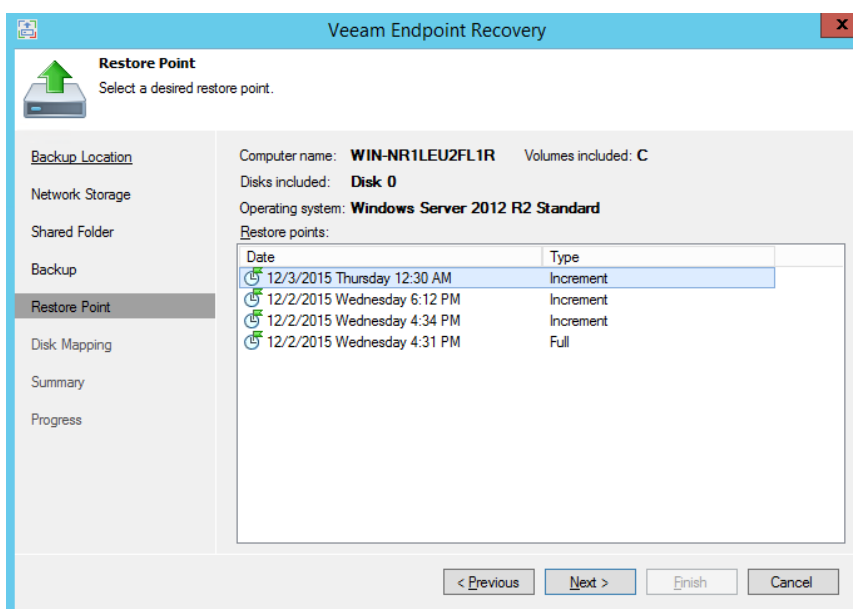 Veeam Endpoint Recovery
x
Restore Point
Select a desired restore point.
Backup Location
Network Storage
Shared Folder
Backup
Restore Point
Disk Mapping
Summary
Progress
Computer name: WIN-NR1LEU2FL1R Volumes included: C
Disks included: Disk 0
Operating system: Windows Server 2012 R2 Standard
Restore points:
Date Type
12/3/2015 Thursday 12:30 AM Increment
12/2/2015 Wednesday 6:12 PM Increment
12/2/2015 Wednesday 4:34 PM Increment
12/2/2015 Wednesday 4:31 PM Full
< Previous Next > Finish Cancel